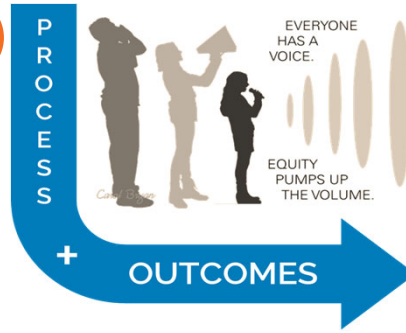 PROCESS
EVERYONE
HAS A
VOICE.
EQUITY
PUMPS UP
THE VOLUME.
+
OUTCOMES